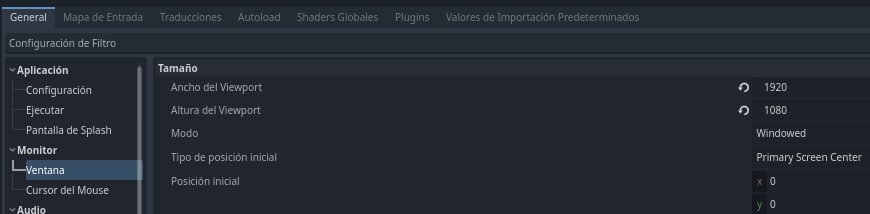 General Mapa de Entrada Traducciones Autoload Shaders Globales Plugins Valores de Importación Predeterminados
Configuración de Filtro
Aplicación
Configuración
Ejecutar
Pantalla de Splash
Monitor
Ventana
Cursor del Mouse
Audio
Tamaño
Ancho del Viewport 1920
Altura del Viewport 1080
Modo Windowed
Tipo de posición inicial Primary Screen Center
Posición inicial x 0
y 0